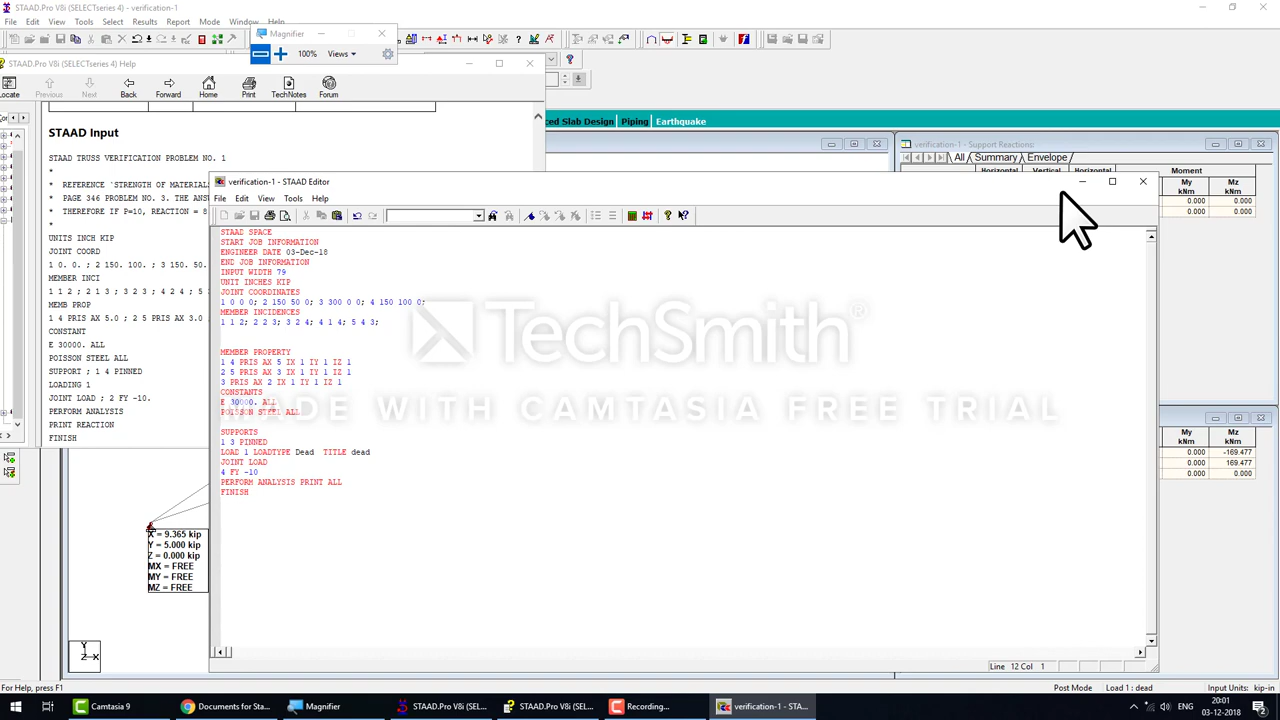 STAAD.Pro V8i (SELECTseries 4) - verification-1
File Edit View Tools Select Results Report Mode Window
Magnifier
100% Views
STAAD.Pro V8i (SELECTseries 4) Help
Locate Previous Next Back Forward Home Print TechNotes Forum
STAAD Input
STAAD TRUSS VERIFICATION PROBLEM NO. 1
*
* REFERENCE `STRENGTH OF MATERIALS
* PAGE 346 PROBLEM NO. 3. THE ANS
* THEREFORE IF P=10, REACTION = 8
*
UNITS INCH KIP
JOINT COORD
1 0. 0. ; 2 150. 100. ; 3 150. 50.
MEMBER INCI
1 1 2 ; 2 1 3 ; 3 2 3 ; 4 2 4 ; 5 3
MEMB PROP
1 4 PRIS AX 5.0 ; 2 5 PRIS AX 3.0
CONSTANT
E 30000. ALL
POISSON STEEL ALL
SUPPORT ; 1 4 PINNED
LOADING 1
JOINT LOAD ; 2 FY -10.
PERFORM ANALYSIS
PRINT REACTION
FINISH
ced Slab Design Piping Earthquake
verification-1 - Support Reactions:
All Summary Envelope
Horizontal Vertical Horizontal Moment
My Mz
kNm kNm
0.000 0.000
0.000 0.000
verification-1 - STAAD Editor
File Edit View Tools Help
STAAD SPACE
START JOB INFORMATION
ENGINEER DATE 03-Dec-18
END JOB INFORMATION
INPUT WIDTH 79
UNIT INCHES KIP
JOINT COORDINATES
1 0 0 0; 2 150 50 0; 3 300 0 0; 4 150 100 0;
MEMBER INCIDENCES
1 1 2; 2 2 3; 3 2 4; 4 1 4; 5 4 3;
MEMBER PROPERTY
1 4 PRIS AX 5 IX 1 IY 1 IZ 1
2 5 PRIS AX 3 IX 1 IY 1 IZ 1
3 PRIS AX 2 IX 1 IY 1 IZ 1
CONSTANTS
E 30000. ALL
POISSON STEEL ALL
SUPPORTS
1 3 PINNED
LOAD 1 LOADTYPE Dead TITLE dead
JOINT LOAD
4 FY -10
PERFORM ANALYSIS PRINT ALL
FINISH
TechSmith®
MADE WITH CAMTASIA FREE TRIAL
Line 12 Col 1
My Mz
kNm kNm
0.000 -169.477
0.000 169.477
0.000 0.000
X = 9.365 kip
Y = 5.000 kip
Z = 0.000 kip
MX = FREE
MY = FREE
MZ = FREE
Y
Z X
For Help, press F1
Post Mode Load 1 : dead Input Units: kip-in
Camtasia 9 Documents for Sta... Magnifier STAAD.Pro V8i (SEL... STAAD.Pro V8i (SEL... Recording... verification-1 - STA...
ENG 20:01
03-12-2018
2